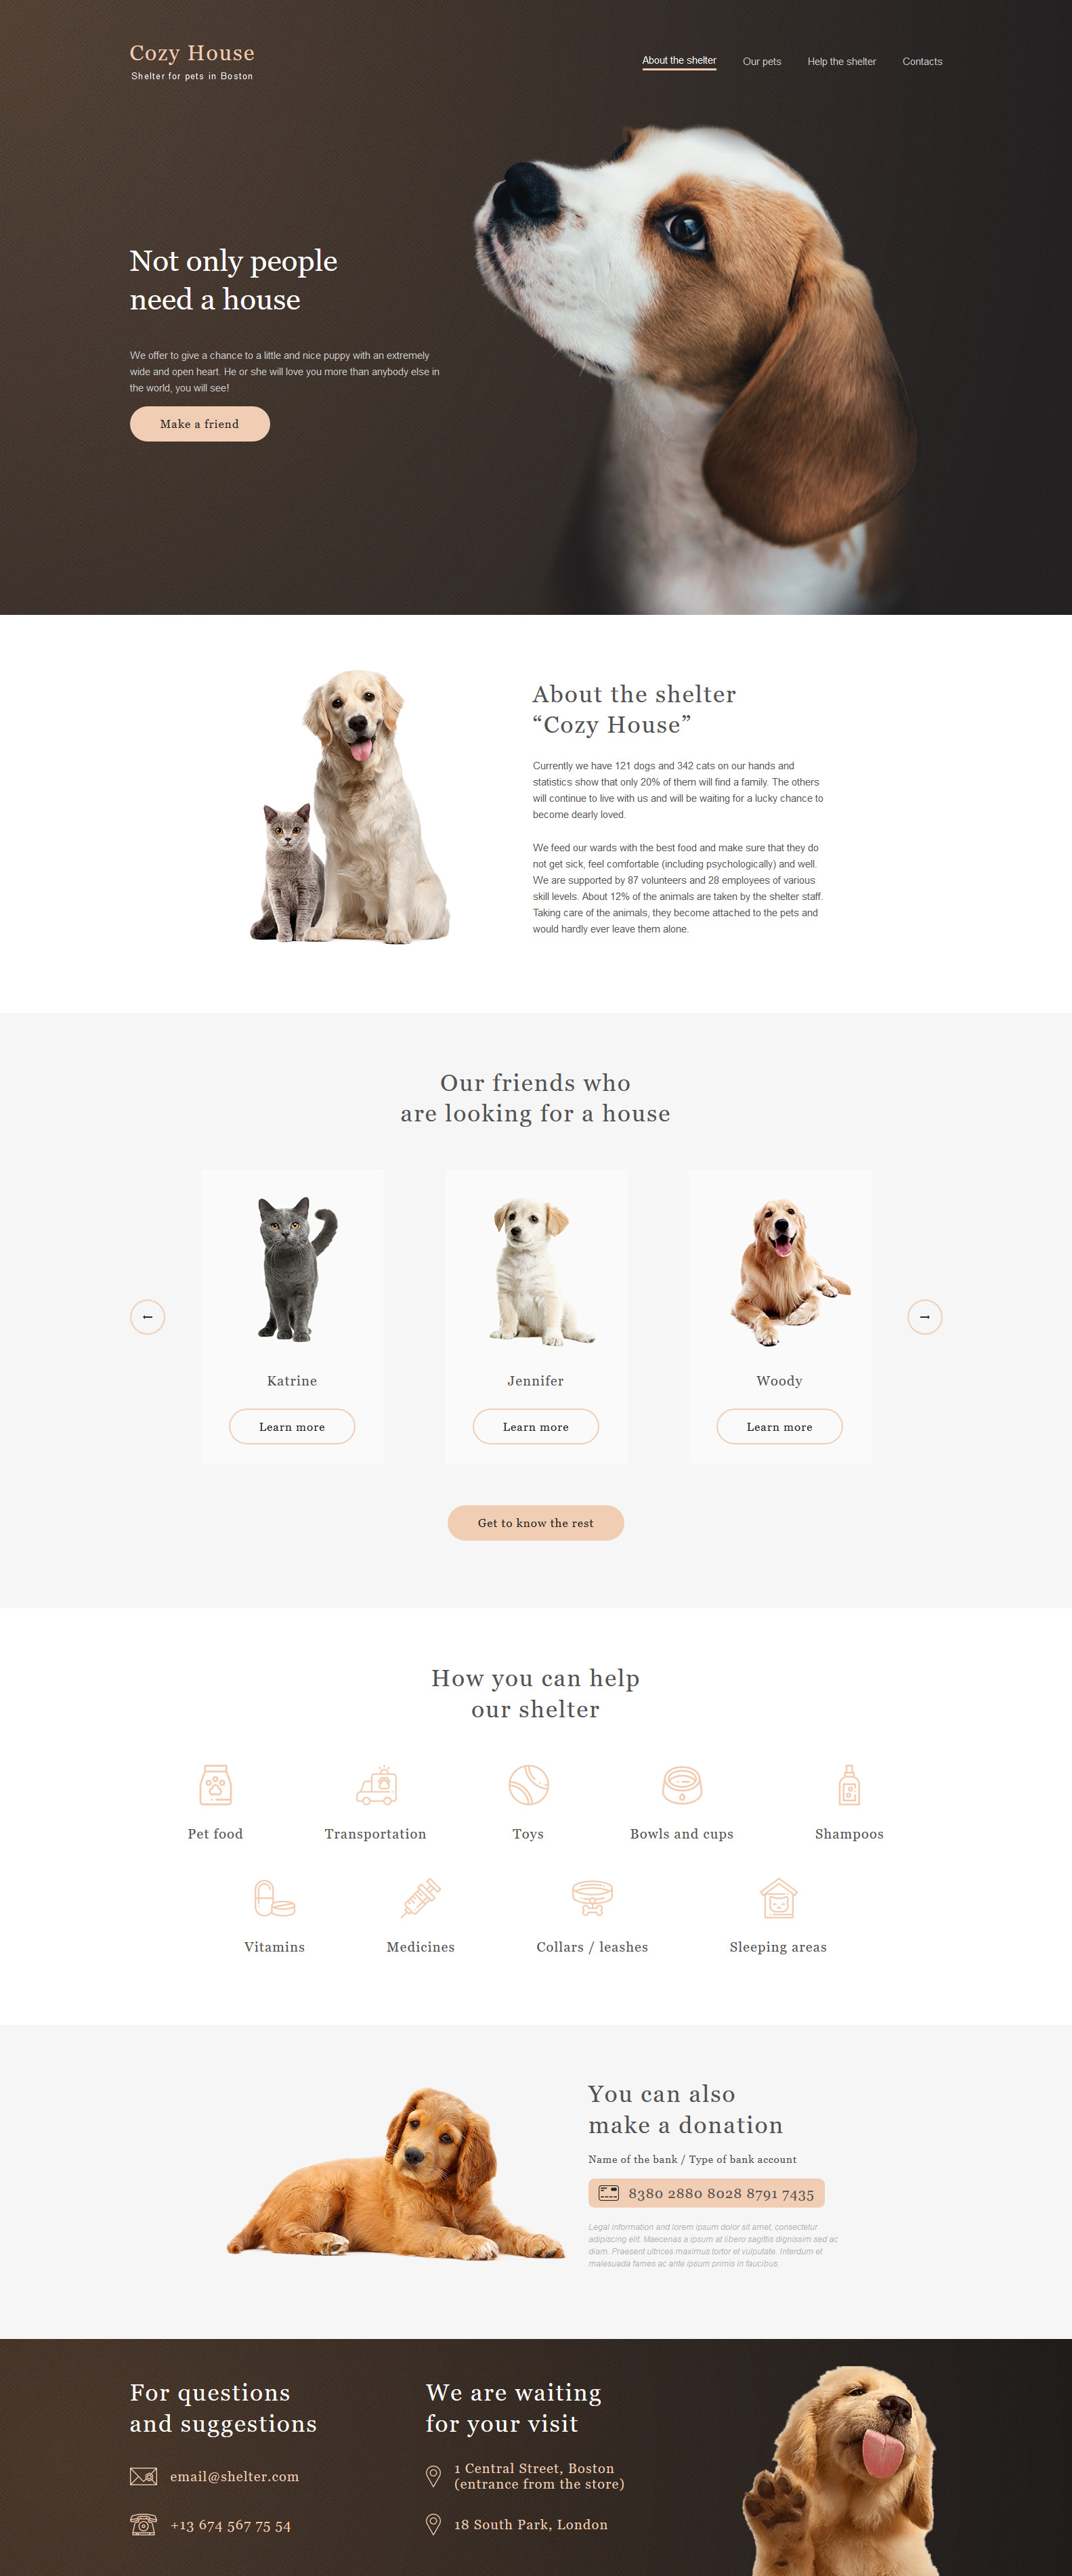 Cozy House
Shelter for pets in Boston
About the shelter
Our pets
Help the shelter
Contacts
Not only people
need a house
We offer to give a chance to a little and nice puppy with an extremely
wide and open heart. He or she will love you more than anybody else in
the world, you will see!
Make a friend
About the shelter
“Cozy House”
Currently we have 121 dogs and 342 cats on our hands and
statistics show that only 20% of them will find a family. The others
will continue to live with us and will be waiting for a lucky chance to
become dearly loved.
We feed our wards with the best food and make sure that they do
not get sick, feel comfortable (including psychologically) and well.
We are supported by 87 volunteers and 28 employees of various
skill levels. About 12% of the animals are taken by the shelter staff.
Taking care of the animals, they become attached to the pets and
would hardly ever leave them alone.
Our friends who
are looking for a house
Katrine
Learn more
Jennifer
Learn more
Woody
Learn more
Get to know the rest
How you can help
our shelter
Pet food
Transportation
Toys
Bowls and cups
Shampoos
Vitamins
Medicines
Collars / leashes
Sleeping areas
You can also
make a donation
Name of the bank / Type of bank account
8380 2880 8028 8791 7435
Legal information and lorem ipsum dolor sit amet, consectetur
adipiscing elit. Maecenas a ipsum at libero sagittis dignissim sed ac
diam. Praesent ultrices maximus tortor et vulputate. Interdum et
malesuada fames ac ante ipsum primis in faucibus.
For questions
and suggestions
email@shelter.com
+13 674 567 75 54
We are waiting
for your visit
1 Central Street, Boston
(entrance from the store)
18 South Park, London